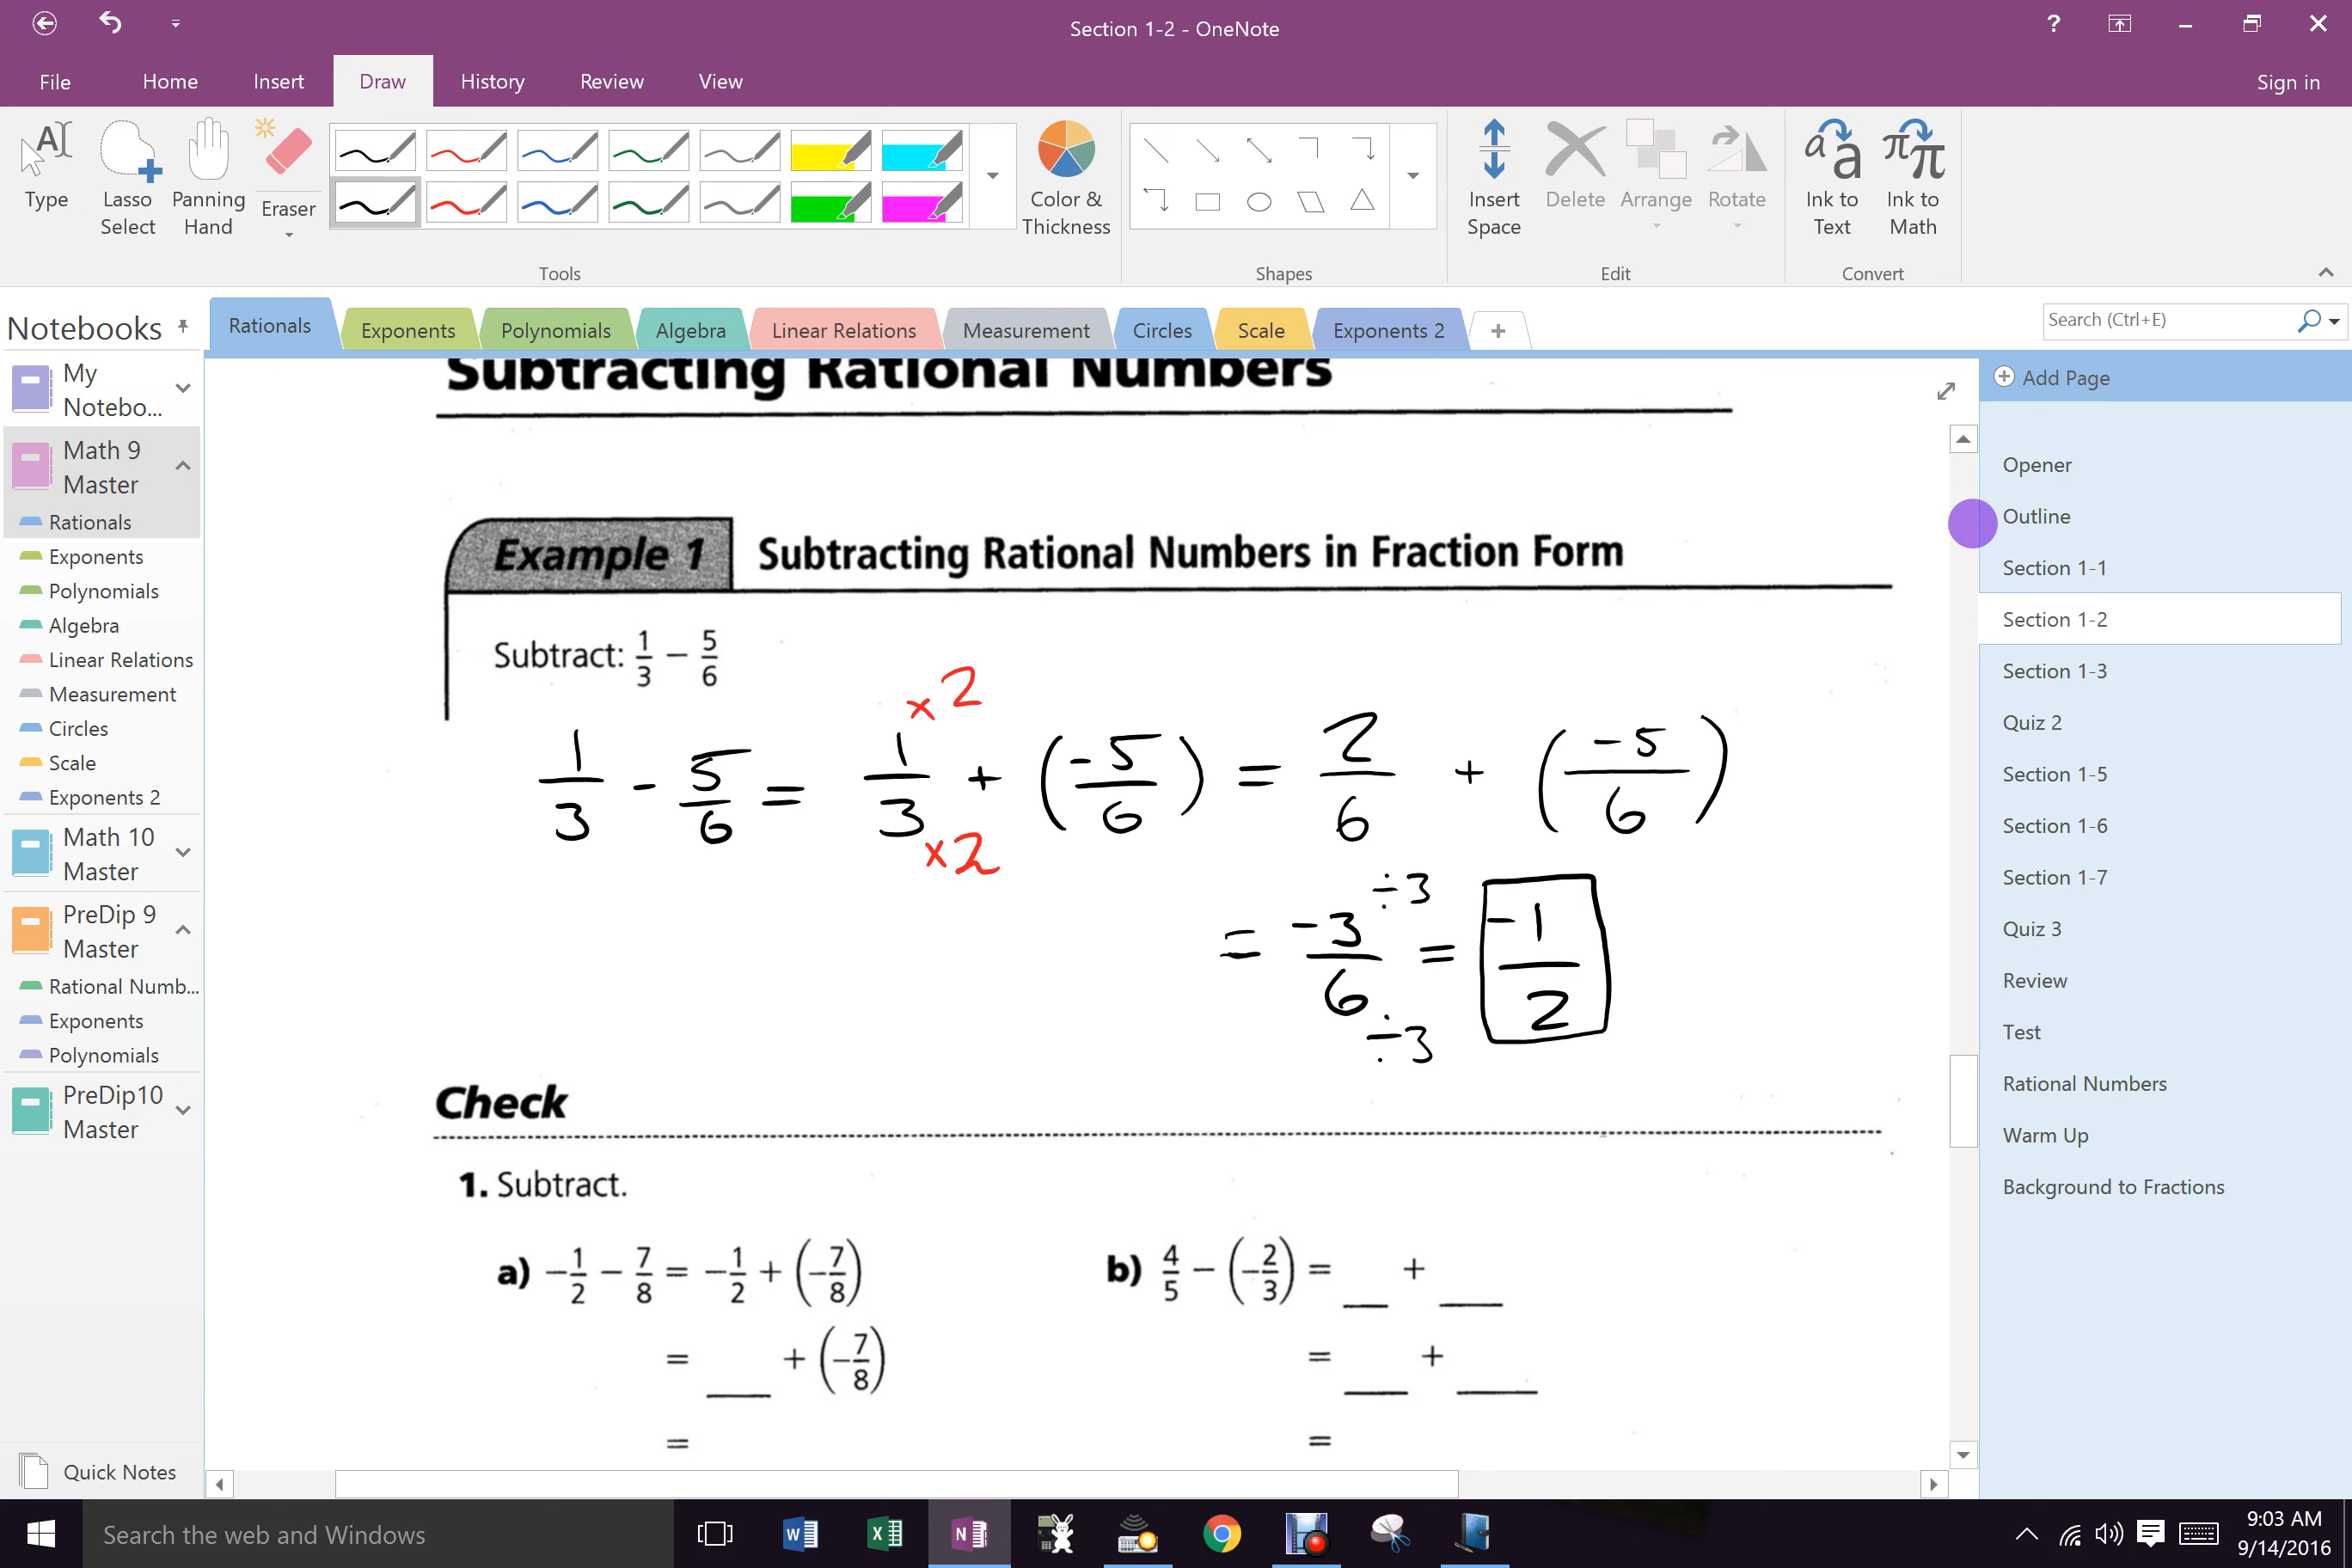 Section 1-2 - OneNote
?
File Home Insert Draw History Review View Sign in
Type
Lasso Select
Panning Hand
Eraser
Color & Thickness
Insert Space
Delete
Arrange
Rotate
Ink to Text
Ink to Math
Tools Shapes Edit Convert
Notebooks
Rationals Exponents Polynomials Algebra Linear Relations Measurement Circles Scale Exponents 2 +
Search (Ctrl+E)
My Notebo...
Math 9 Master
Rationals
Exponents
Polynomials
Algebra
Linear Relations
Measurement
Circles
Scale
Exponents 2
Math 10 Master
PreDip 9 Master
Rational Numb...
Exponents
Polynomials
PreDip10 Master
Quick Notes
Subtracting Rational Numbers
Example 1 Subtracting Rational Numbers in Fraction Form
Subtract: 1/3 − 5/6
×2
1/3 - 5/6 = 1/3 + (-5/6) = 2/6 + (-5/6)
×2
÷3
= -3/6 = -1/2
÷3
Check
1. Subtract.
a) −1/2 − 7/8 = −1/2 + (−7/8)
= ___ + (−7/8)
=
b) 4/5 − (−2/3) = ___ + ___
= ___ + ___
=
Add Page
Opener
Outline
Section 1-1
Section 1-2
Section 1-3
Quiz 2
Section 1-5
Section 1-6
Section 1-7
Quiz 3
Review
Test
Rational Numbers
Warm Up
Background to Fractions
Search the web and Windows
9:03 AM
9/14/2016